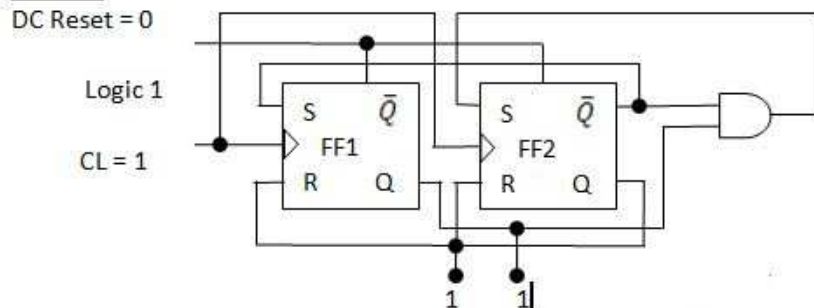 DC Reset = 0
Logic 1
CL = 1
S Q̄ S Q̄
FF1 FF2
R Q R Q
1 1